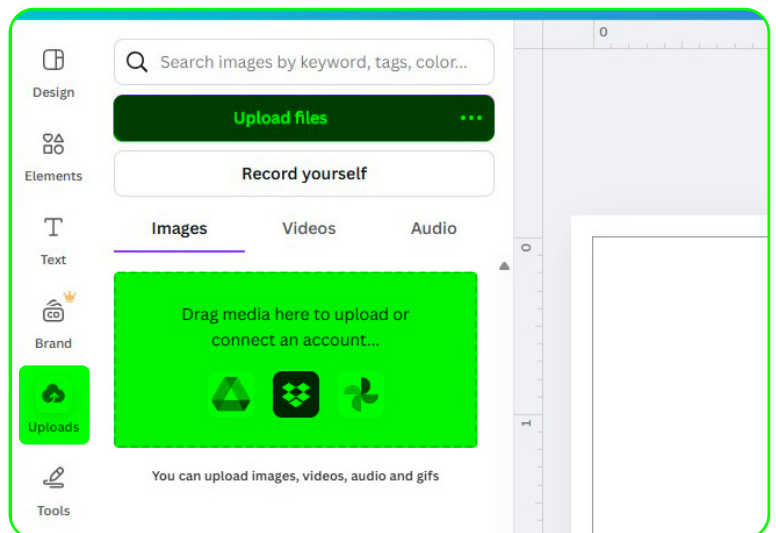 Design
Elements
Text
Brand
CO
Uploads
Tools
Search images by keyword, tags, color...
Upload files
Record yourself
Images
Videos
Audio
Drag media here to upload or
connect an account...
You can upload images, videos, audio and gifs
0
0
1